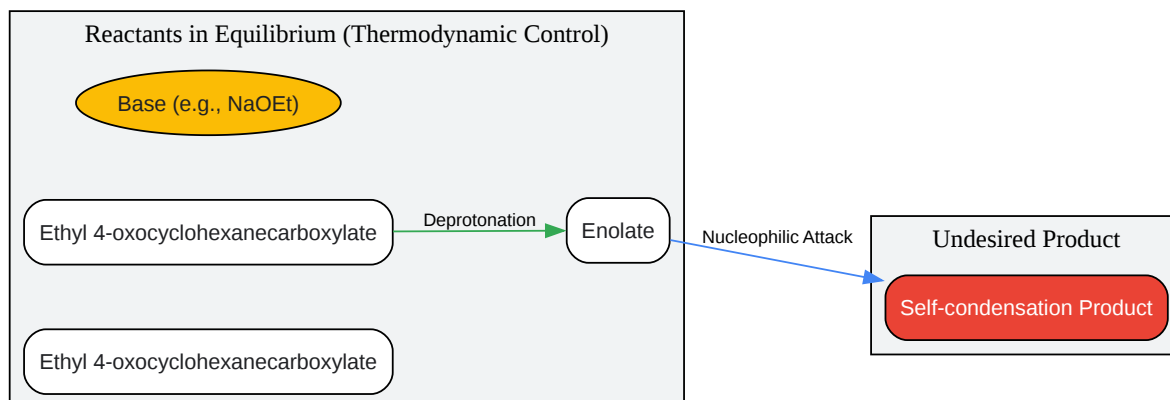 Reactants in Equilibrium (Thermodynamic Control)
Base (e.g., NaOEt)
Ethyl 4-oxocyclohexanecarboxylate
Deprotonation
Enolate
Nucleophilic Attack
Undesired Product
Self-condensation Product
Ethyl 4-oxocyclohexanecarboxylate